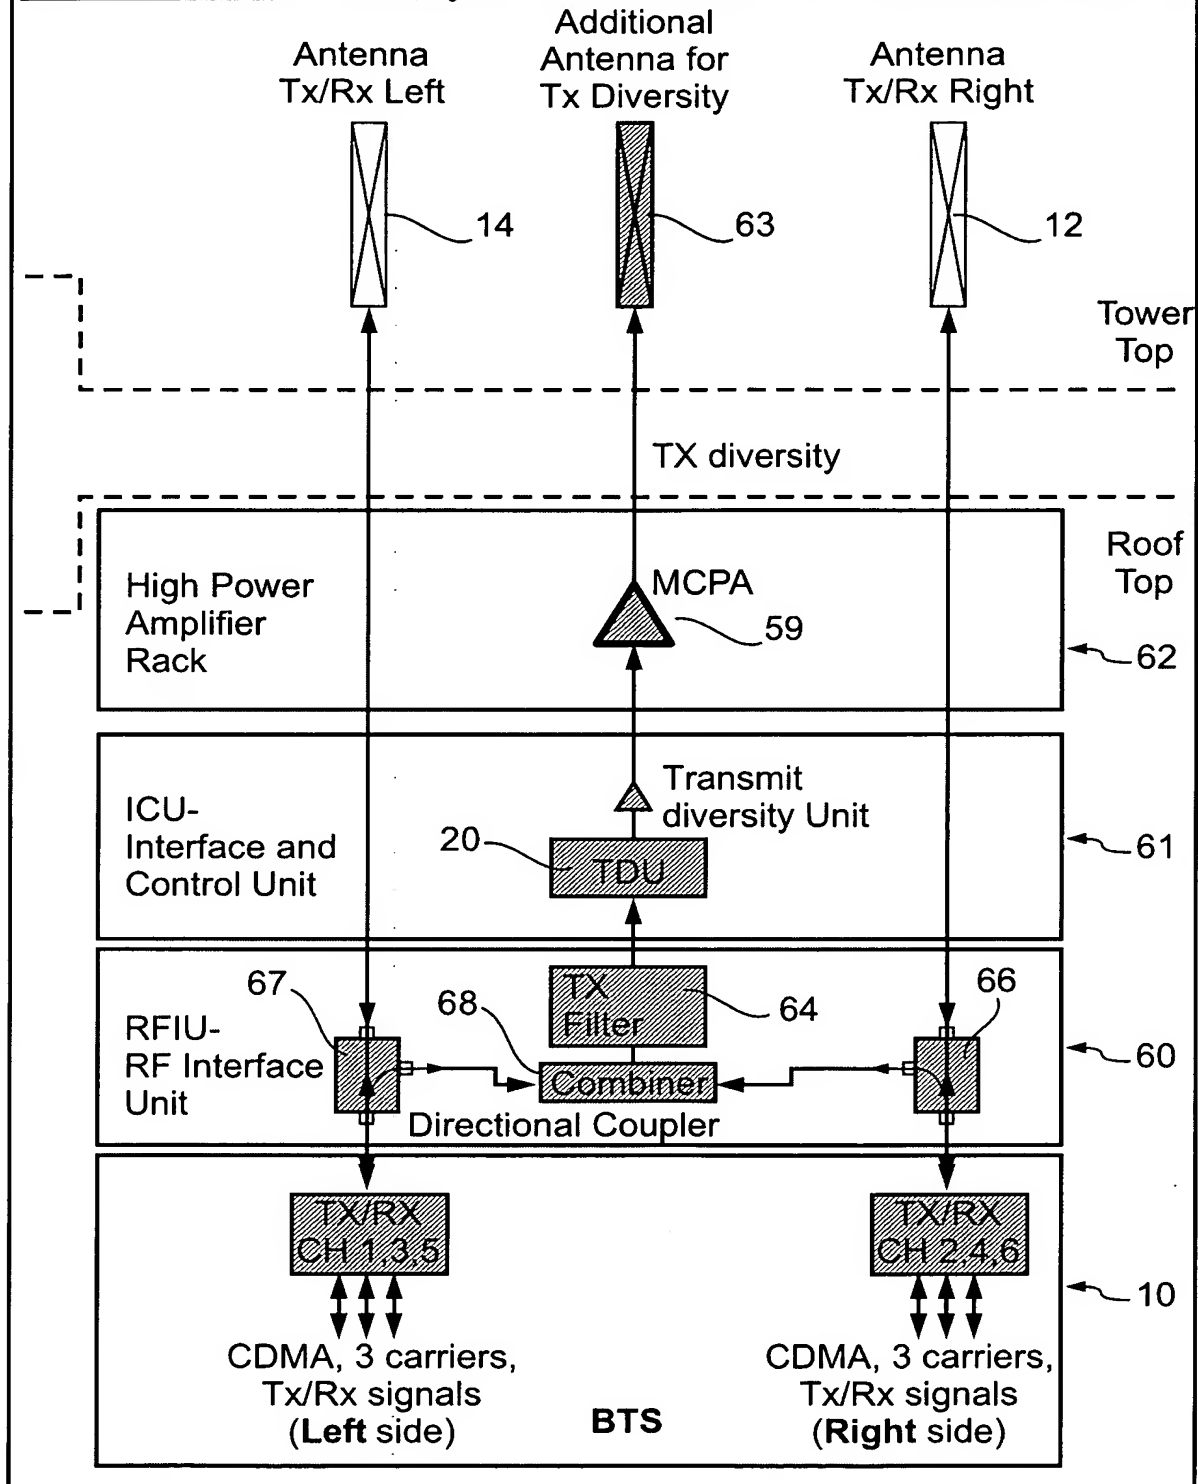 Antenna
Tx/Rx Left
Additional
Antenna for
Tx Diversity
Antenna
Tx/Rx Right
14
63
12
Tower
Top
TX diversity
Roof
Top
High Power
Amplifier
Rack
MCPA
59
62
ICU-
Interface and
Control Unit
Transmit
diversity Unit
20
TDU
61
RFIU-
RF Interface
Unit
67
68
TX
Filter
64
66
60
Combiner
Directional Coupler
TX/RX
CH 1,3,5
TX/RX
CH 2,4,6
10
CDMA, 3 carriers,
Tx/Rx signals
(Left side)
BTS
CDMA, 3 carriers,
Tx/Rx signals
(Right side)